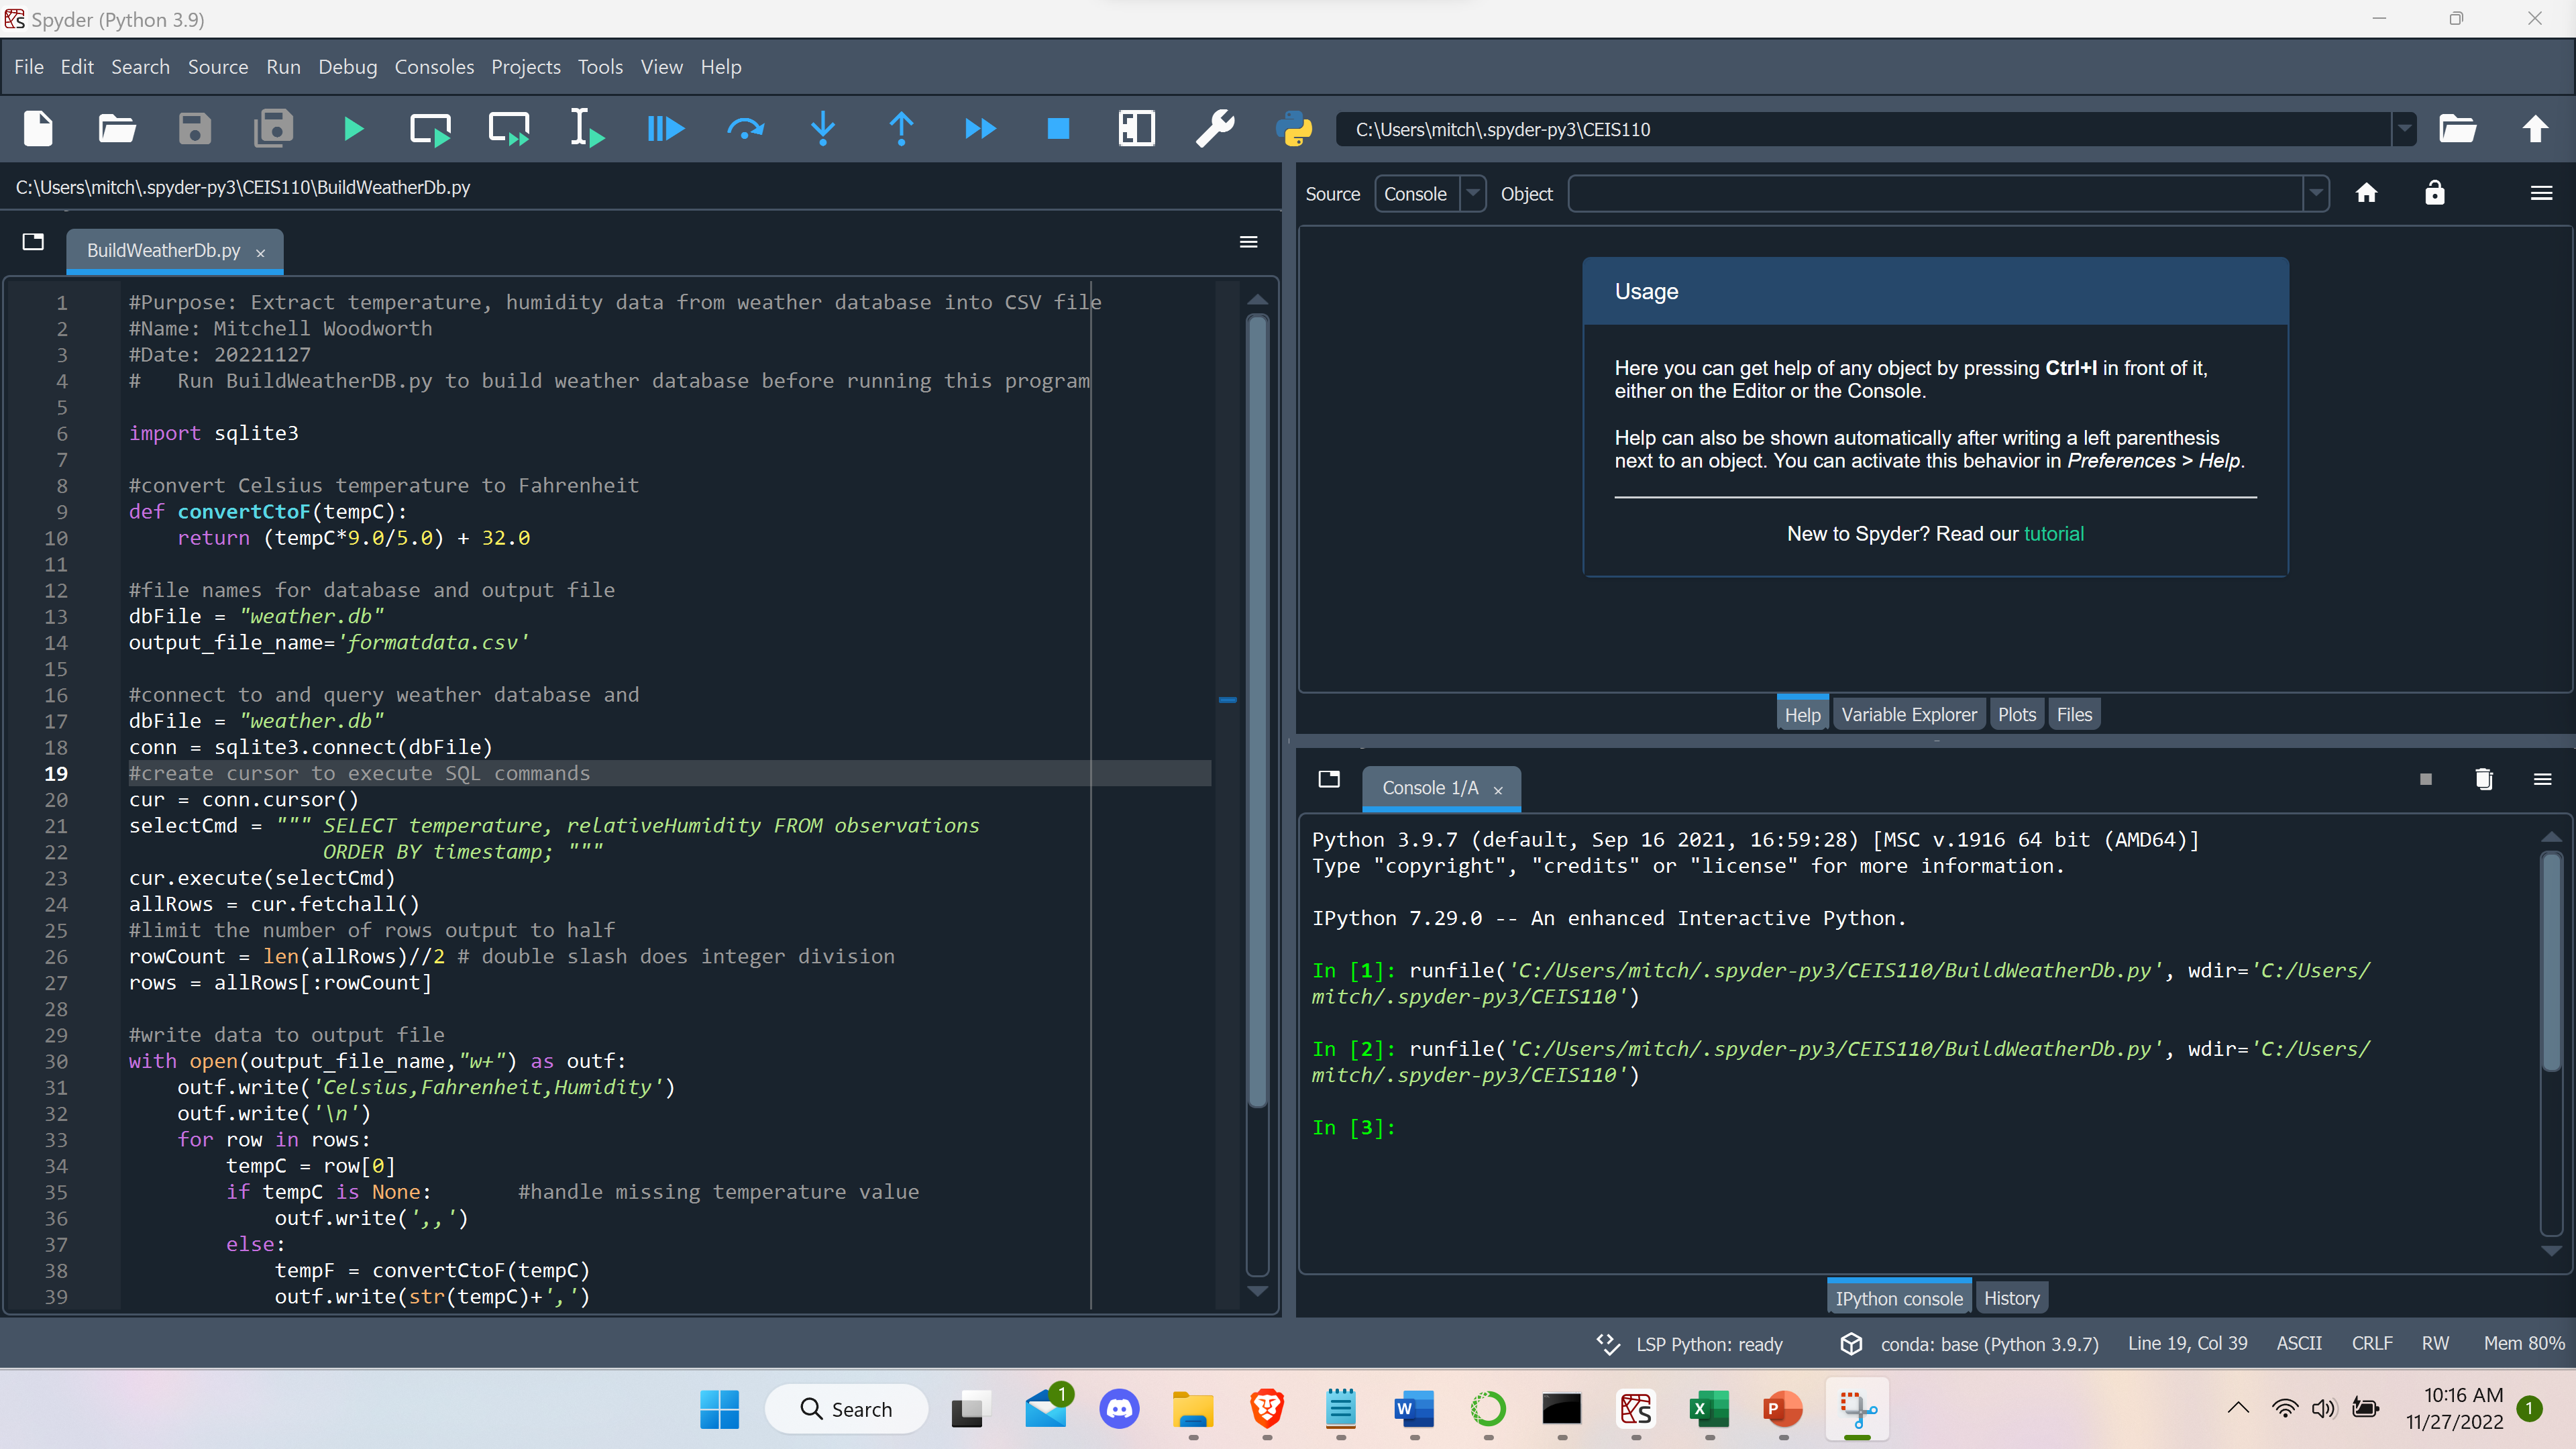 Spyder (Python 3.9)
File Edit Search Source Run Debug Consoles Projects Tools View Help
C:\Users\mitch\.spyder-py3\CEIS110
C:\Users\mitch\.spyder-py3\CEIS110\BuildWeatherDb.py
BuildWeatherDb.py
1 #Purpose: Extract temperature, humidity data from weather database into CSV file
2 #Name: Mitchell Woodworth
3 #Date: 20221127
4 #   Run BuildWeatherDB.py to build weather database before running this program
5
6 import sqlite3
7
8 #convert Celsius temperature to Fahrenheit
9 def convertCtoF(tempC):
10     return (tempC*9.0/5.0) + 32.0
11
12 #file names for database and output file
13 dbFile = "weather.db"
14 output_file_name='formatdata.csv'
15
16 #connect to and query weather database and
17 dbFile = "weather.db"
18 conn = sqlite3.connect(dbFile)
19 #create cursor to execute SQL commands
20 cur = conn.cursor()
21 selectCmd = """ SELECT temperature, relativeHumidity FROM observations
22                 ORDER BY timestamp; """
23 cur.execute(selectCmd)
24 allRows = cur.fetchall()
25 #limit the number of rows output to half
26 rowCount = len(allRows)//2 # double slash does integer division
27 rows = allRows[:rowCount]
28
29 #write data to output file
30 with open(output_file_name,"w+") as outf:
31     outf.write('Celsius,Fahrenheit,Humidity')
32     outf.write('\n')
33     for row in rows:
34         tempC = row[0]
35         if tempC is None:       #handle missing temperature value
36             outf.write(',,')
37         else:
38             tempF = convertCtoF(tempC)
39             outf.write(str(tempC)+',')
Source Console Object
Usage
Here you can get help of any object by pressing Ctrl+I in front of it,
either on the Editor or the Console.
Help can also be shown automatically after writing a left parenthesis
next to an object. You can activate this behavior in Preferences > Help.
New to Spyder? Read our tutorial
Help Variable Explorer Plots Files
Console 1/A
Python 3.9.7 (default, Sep 16 2021, 16:59:28) [MSC v.1916 64 bit (AMD64)]
Type "copyright", "credits" or "license" for more information.
IPython 7.29.0 -- An enhanced Interactive Python.
In [1]: runfile('C:/Users/mitch/.spyder-py3/CEIS110/BuildWeatherDb.py', wdir='C:/Users/
mitch/.spyder-py3/CEIS110')
In [2]: runfile('C:/Users/mitch/.spyder-py3/CEIS110/BuildWeatherDb.py', wdir='C:/Users/
mitch/.spyder-py3/CEIS110')
In [3]:
IPython console History
LSP Python: ready conda: base (Python 3.9.7) Line 19, Col 39 ASCII CRLF RW Mem 80%
Search
1
W
X
P
10:16 AM
11/27/2022
1